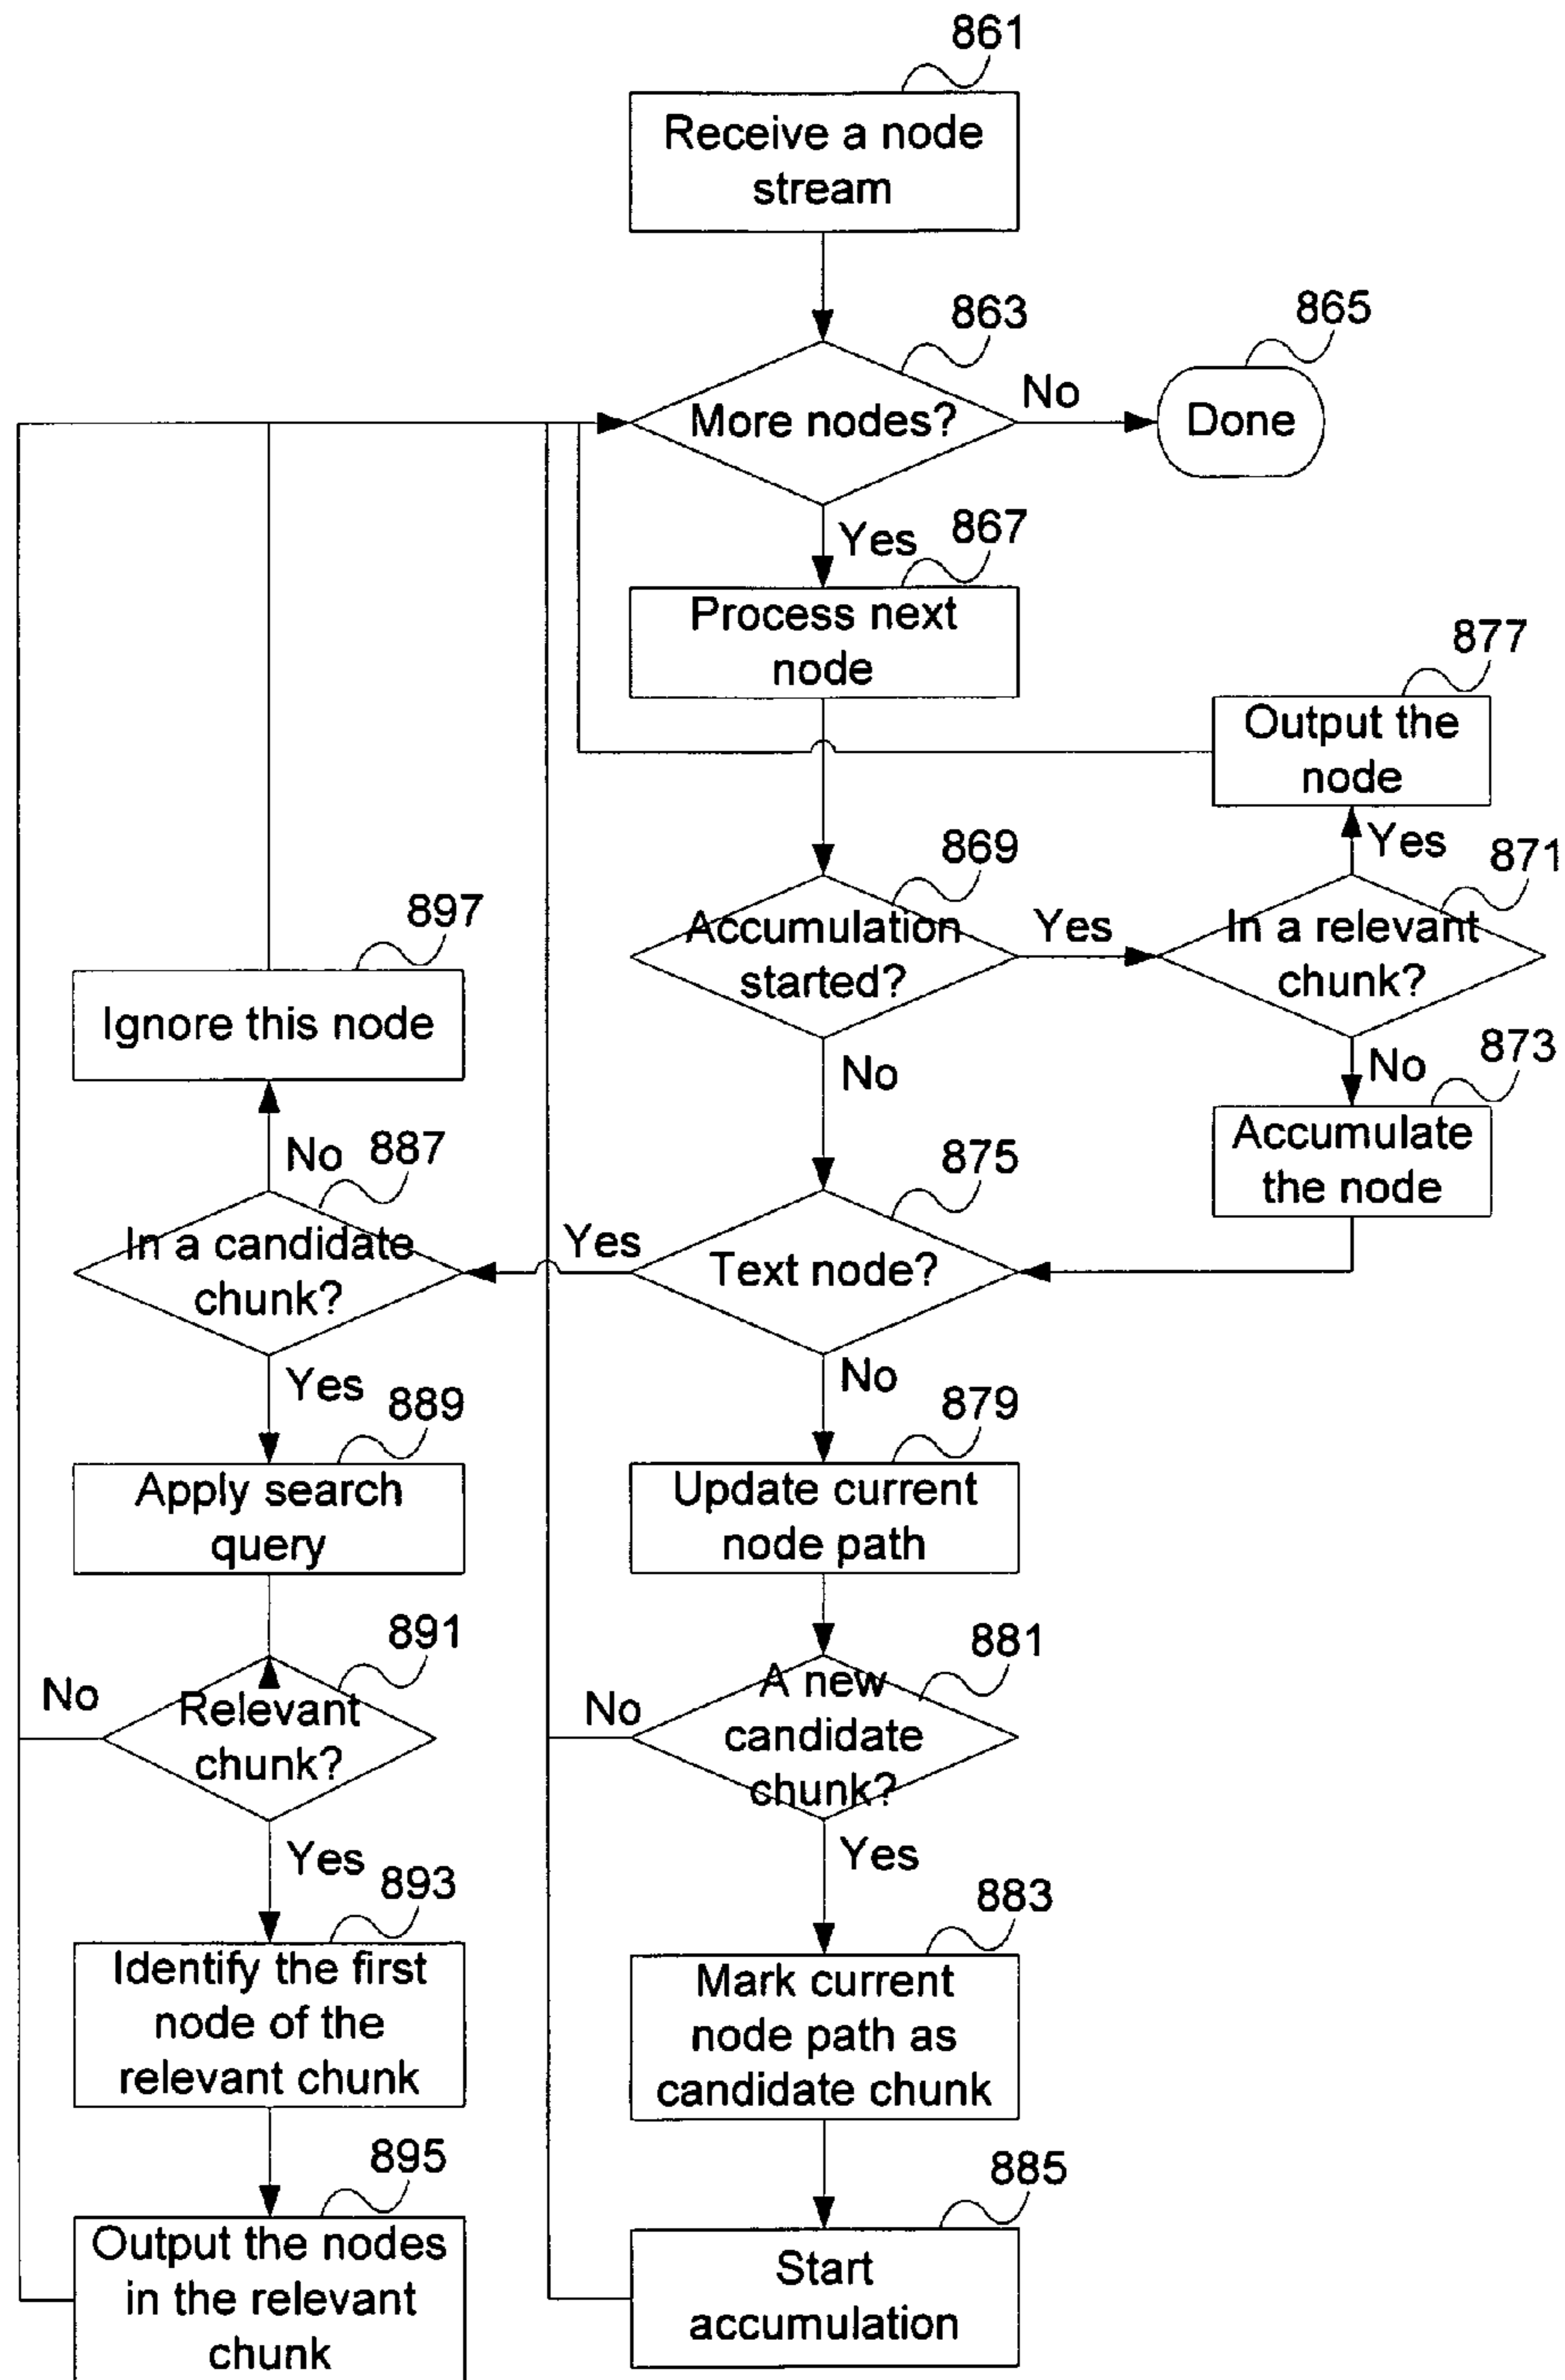 861
Receive a node
stream
863
More nodes?
No
865
Done
Yes
867
Process next
node
877
Output the
node
Yes
869
Accumulation
started?
Yes
871
In a relevant
chunk?
No
873
Accumulate
the node
No
897
Ignore this node
No
887
In a candidate
chunk?
Yes
875
Text node?
Yes
889
Apply search
query
No
879
Update current
node path
891
Relevant
chunk?
No
881
A new
candidate
chunk?
No
Yes
893
Identify the first
node of the
relevant chunk
Yes
883
Mark current
node path as
candidate chunk
895
Output the nodes
in the relevant
chunk
885
Start
accumulation